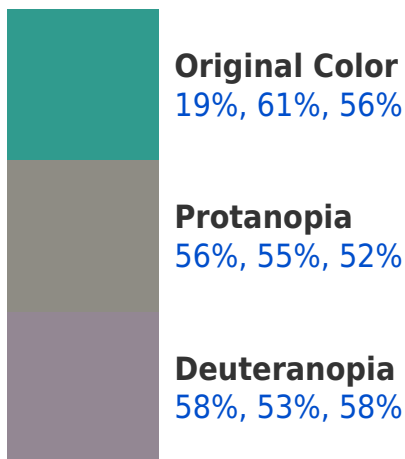 Original Color
19%, 61%, 56%
Protanopia
56%, 55%, 52%
Deuteranopia
58%, 53%, 58%